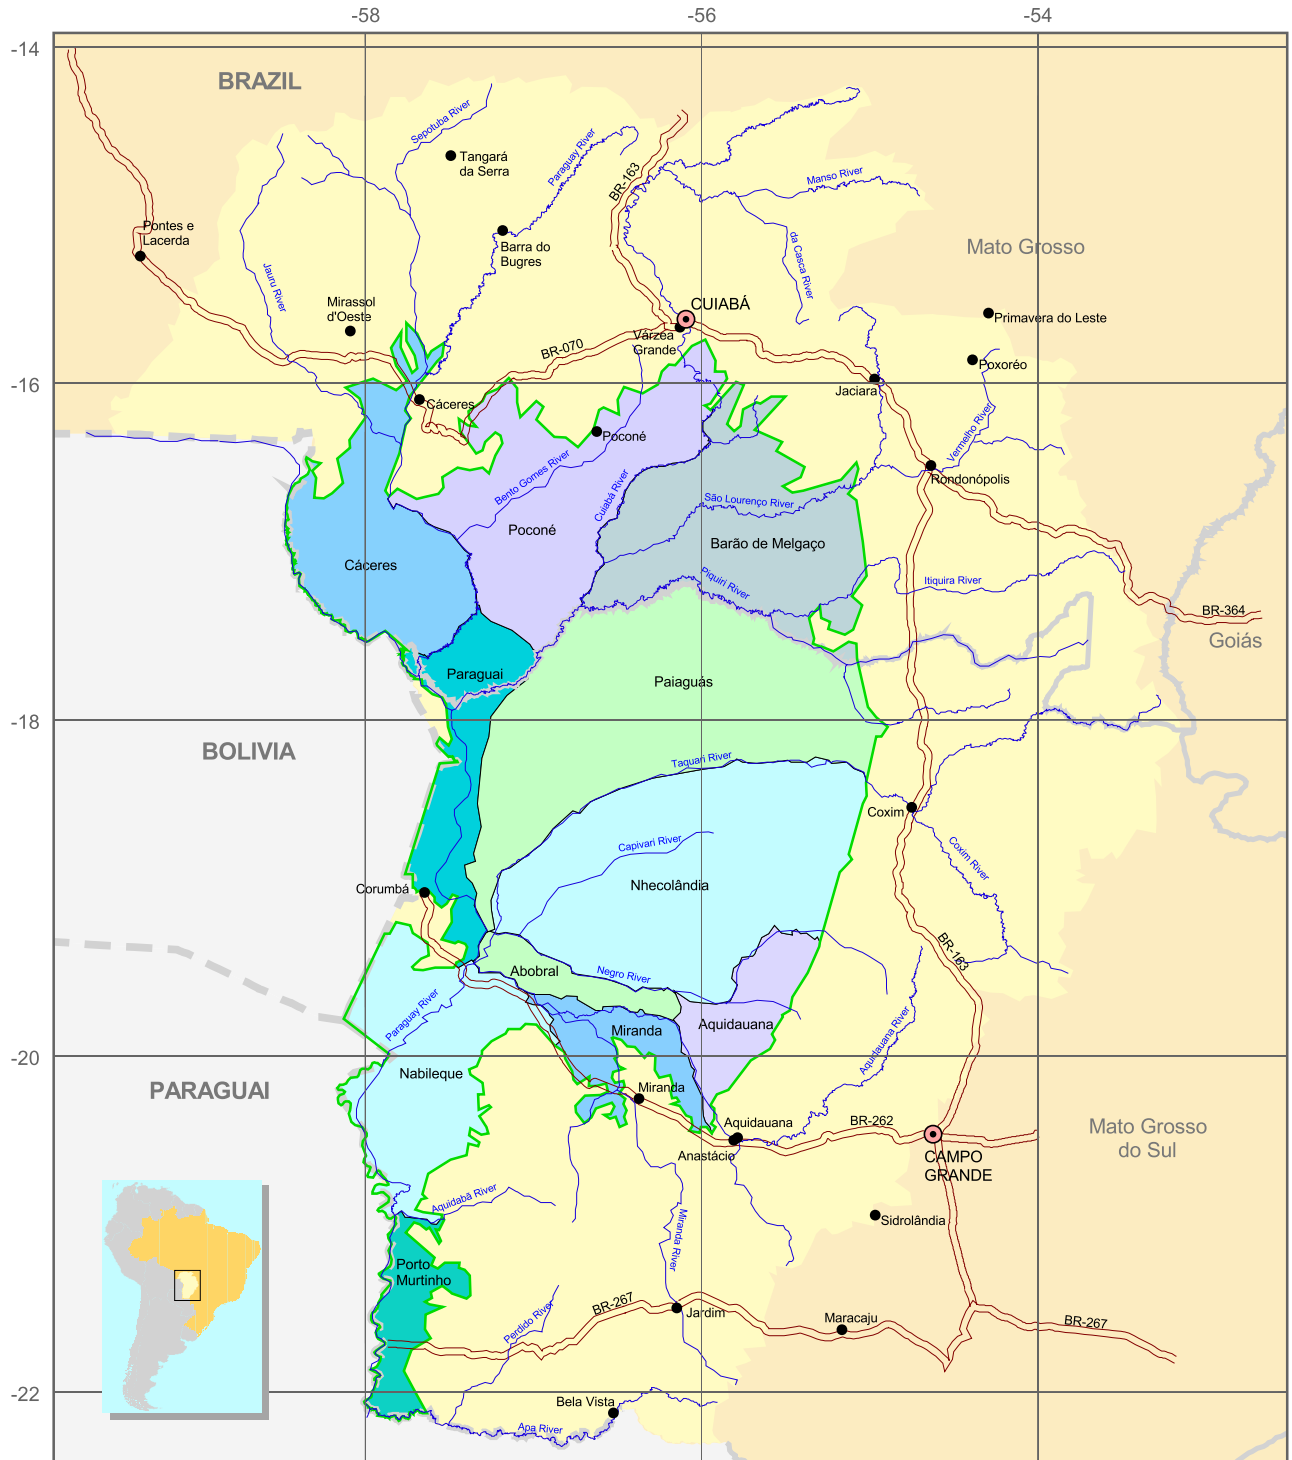 -58
-56
-54
-14
BRAZIL
Sepotuba River
Tangará
da Serra
Paraguay River
BR-163
Manso River
Pontes e
Lacerda
Barra do
Bugres
da Casca River
Mato Grosso
Jauru River
Mirassol
d'Oeste
CUIABÁ
Várzea
Grande
Primavera do Leste
BR-070
Poxoréo
-16
Cáceres
Jaciara
Poconé
Vermelho River
Bento Gomes River
Cuiabá River
Rondonópolis
São Lourenço River
Poconé
Barão de Melgaço
Cáceres
Piquiri River
Itiquira River
BR-364
Goiás
Paraguai
Paiaguás
-18
BOLIVIA
Taquari River
Coxim
Capivari River
Coxim River
Corumbá
Nhecolândia
BR-163
Abobral
Negro River
Paraguay River
Miranda
Aquidauana
Aquidauana River
-20
Nabileque
PARAGUAI
Miranda
Aquidauana
BR-262
Mato Grosso
do Sul
Anastácio
CAMPO
GRANDE
Aquidabã River
Sidrolândia
Miranda River
Porto
Murtinho
Perdido River
BR-267
Jardim
Maracaju
BR-267
-22
Bela Vista
Apa River